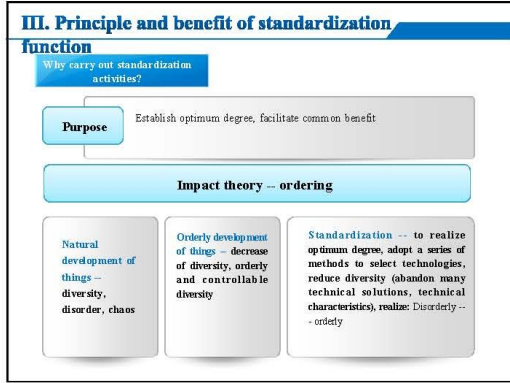 III. Principle and benefit of standardization
function
Why carry out standardization
activities?
Purpose
Establish optimum degree, facilitate common benefit
Impact theory -- ordering
Natural
development of
things --
diversity,
disorder, chaos
Orderly development
of things – decrease
of diversity, orderly
and controllable
diversity
Standardization -- to realize
optimum degree, adopt a series of
methods to select technologies,
reduce diversity (abandon many
technical solutions, technical
characteristics), realize: Disorderly --
- orderly